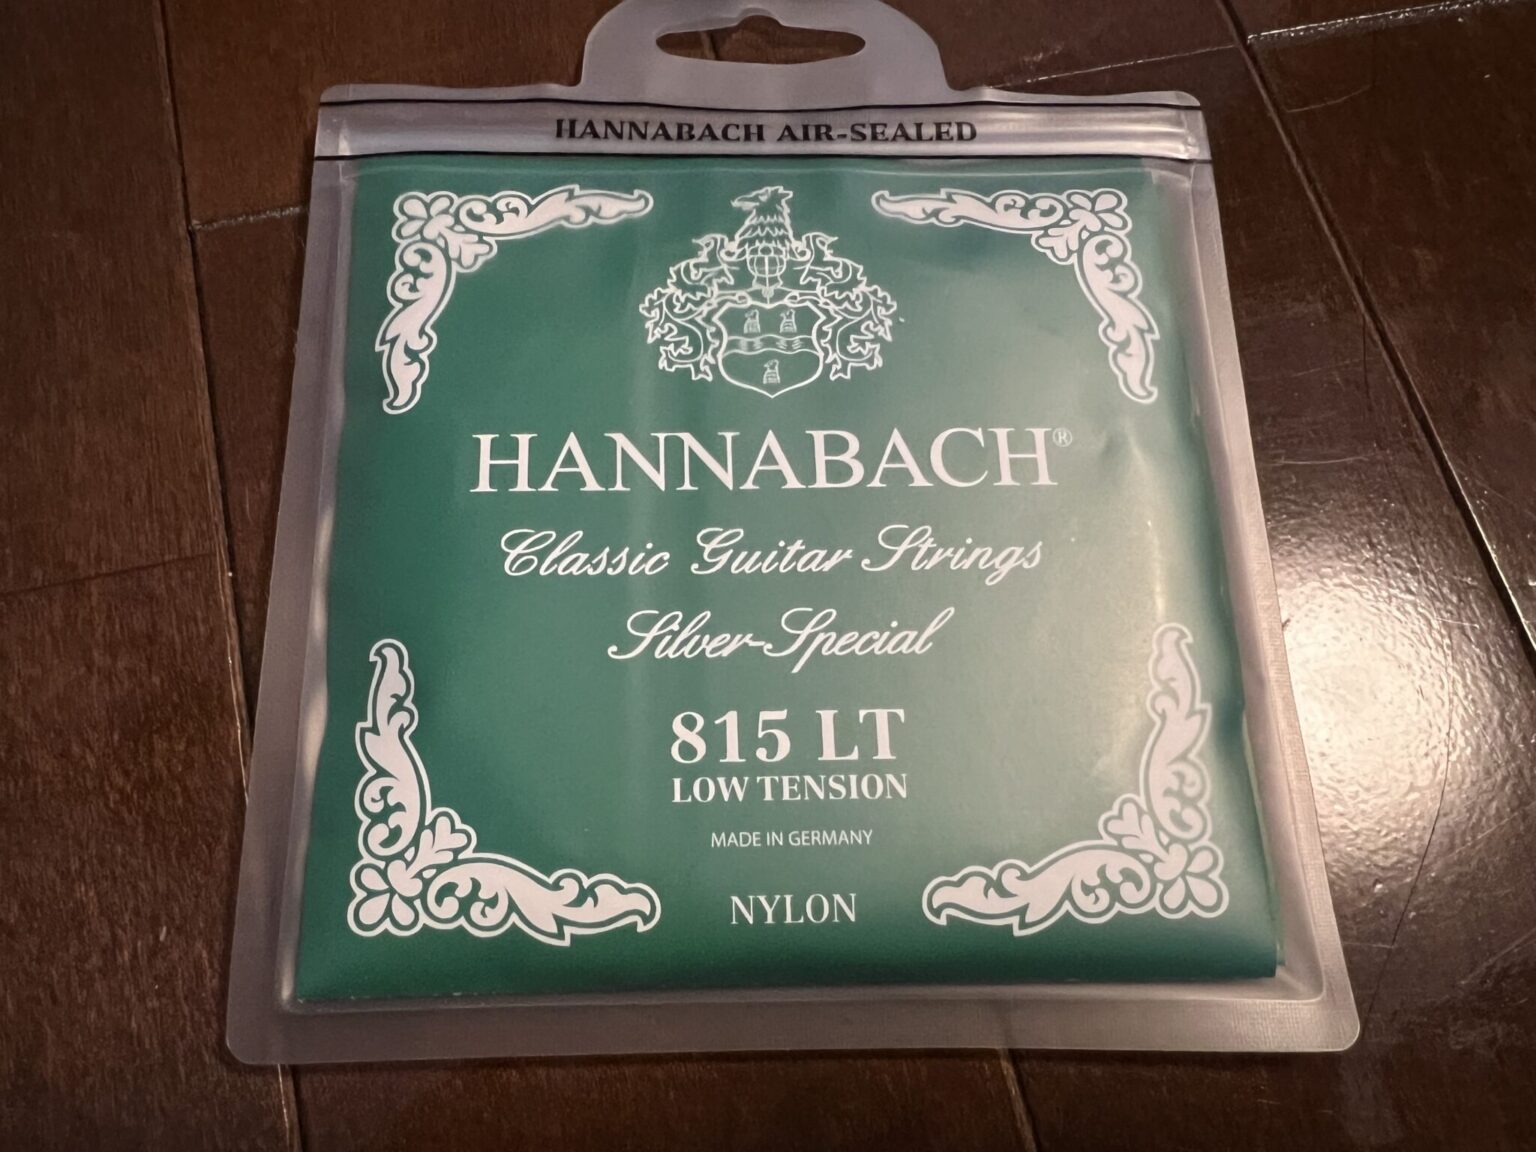 HANNABACH AIR-SEALED
HANNABACH®
Classic Guitar Strings
Silver-Special
815 LT
LOW TENSION
MADE IN GERMANY
NYLON